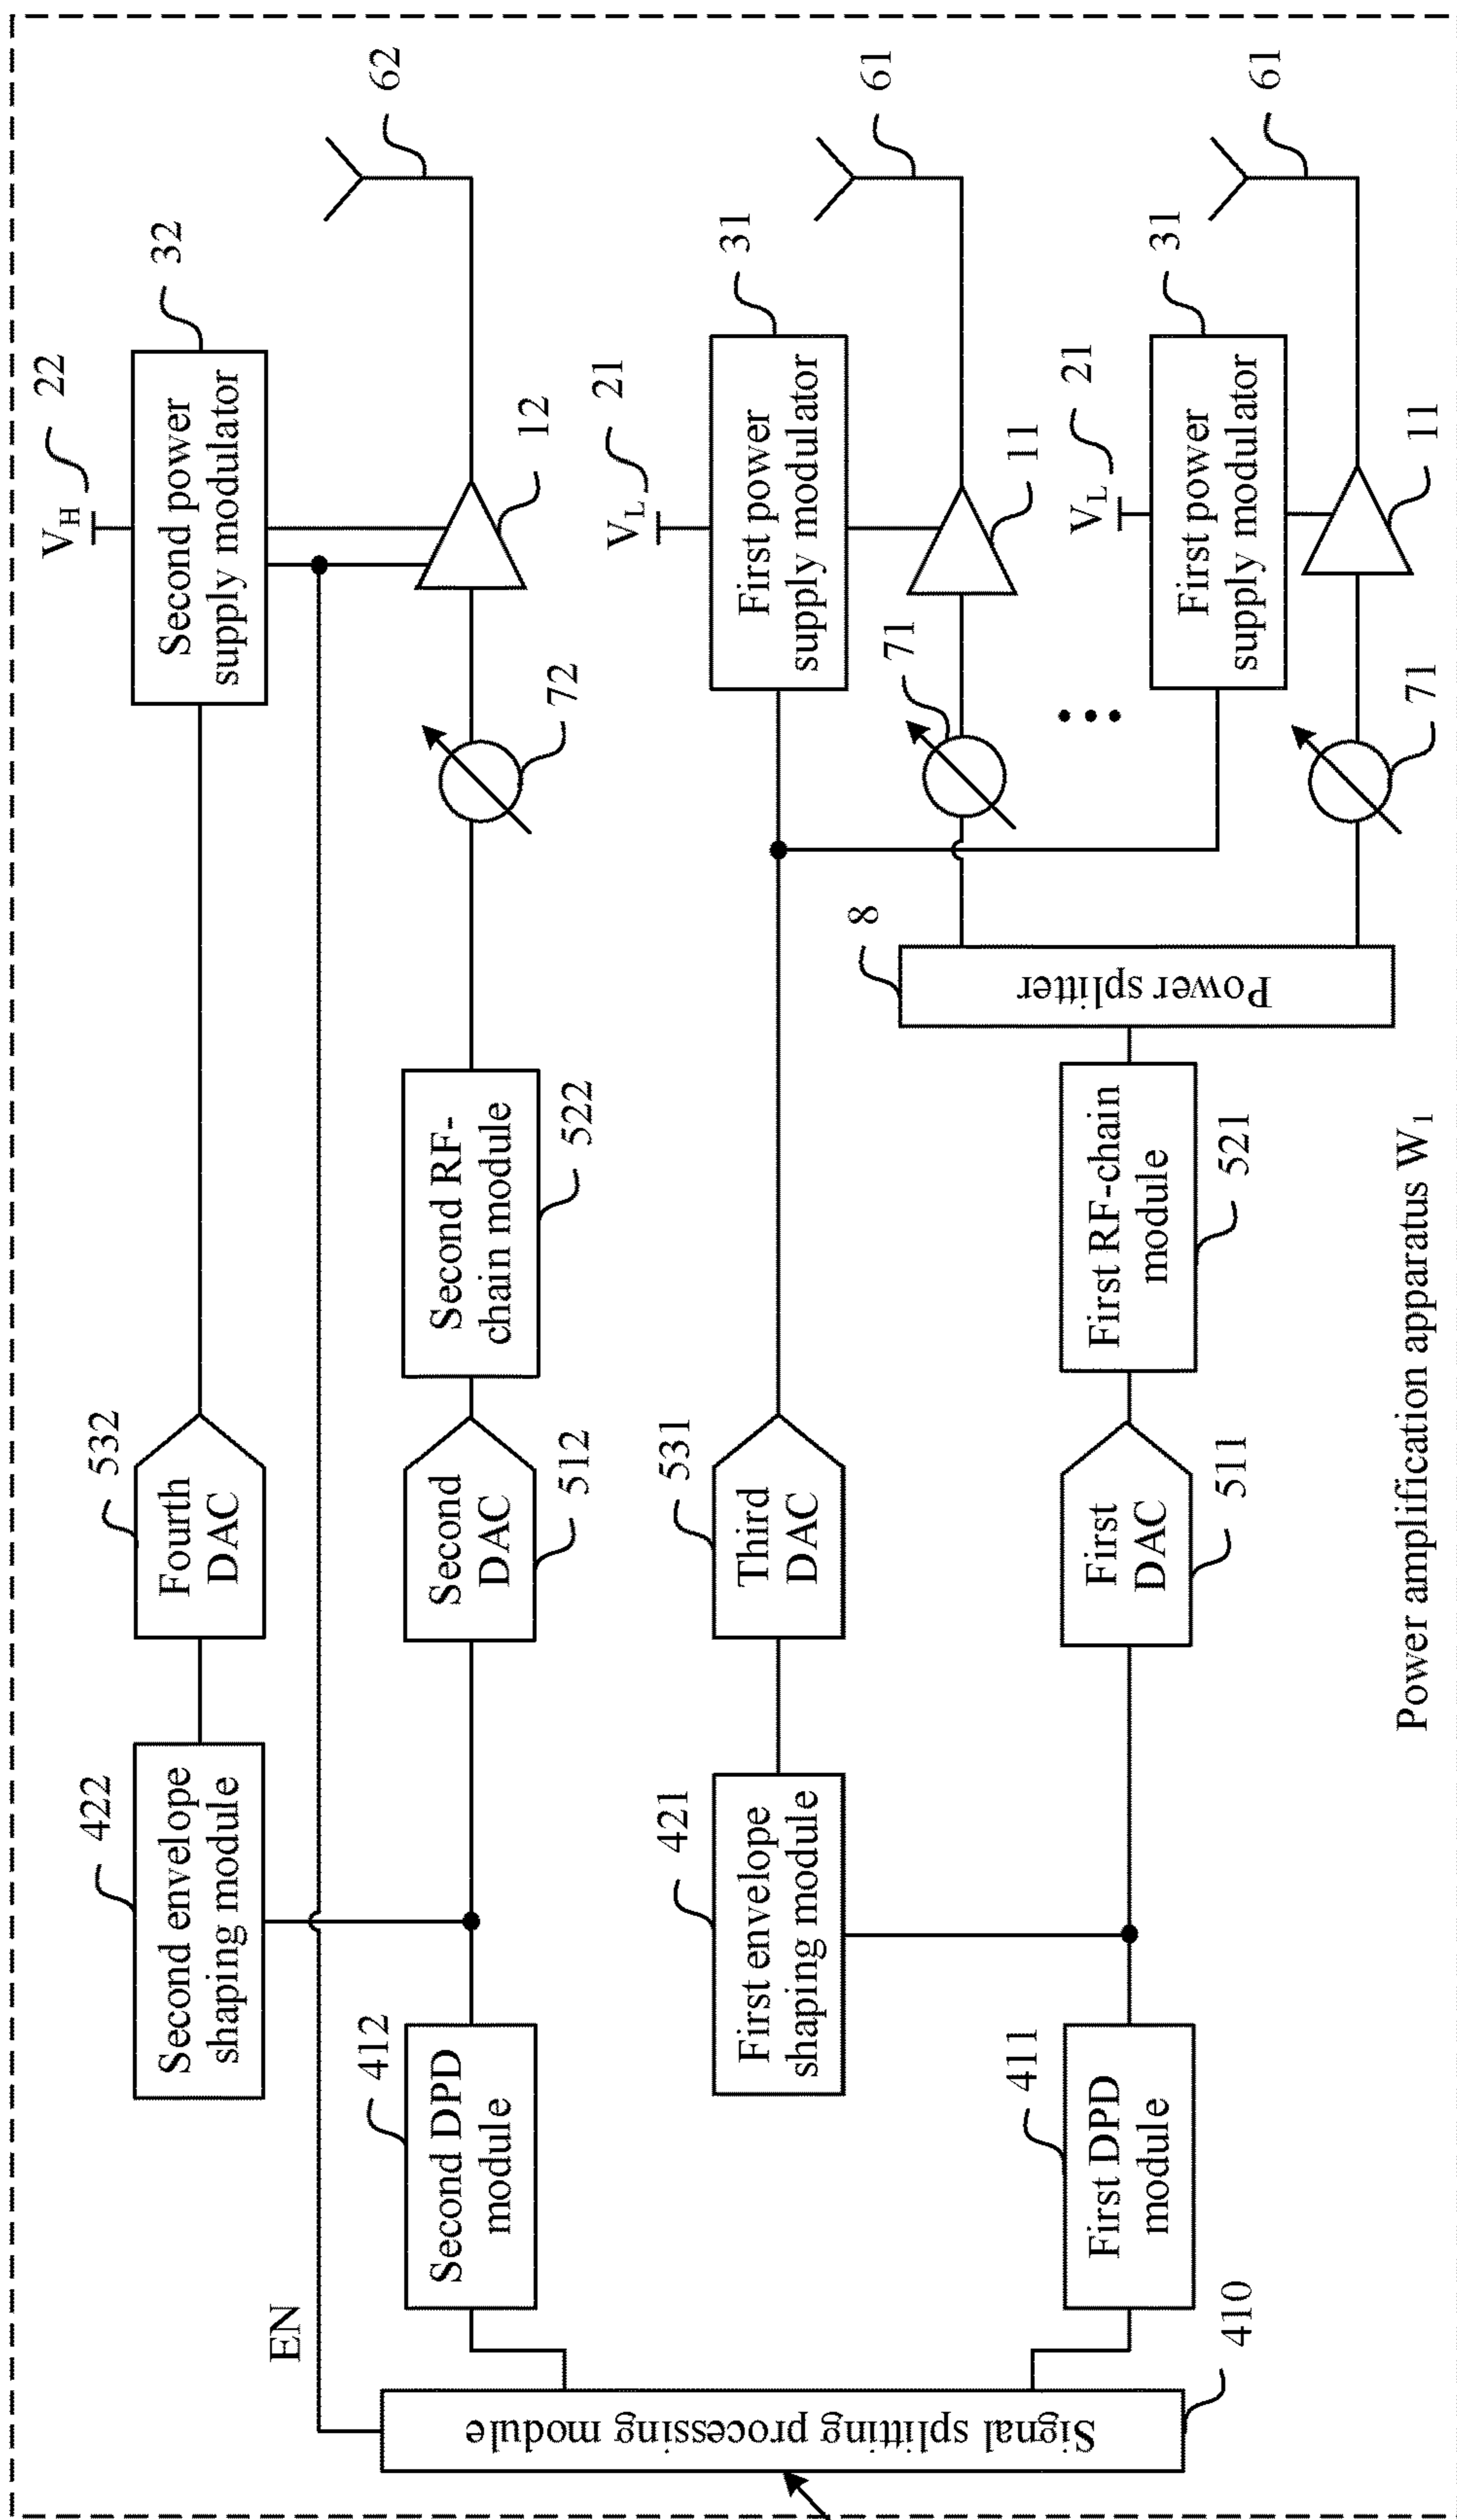 V_H
22
32
62
Second power
supply modulator
12
72
Fourth
DAC
532
Second envelope
shaping module
422
EN
Second RF-
chain module
522
Second
DAC
512
Second DPD
module
412
V_L
21
31
61
First power
supply modulator
11
71
Third
DAC
531
First envelope
shaping module
421
V_L
21
31
61
First power
supply modulator
11
71
8
Power splitter
First RF-chain
module
521
First
DAC
511
First DPD
module
411
Signal splitting processing module
410
Power amplification apparatus W₁